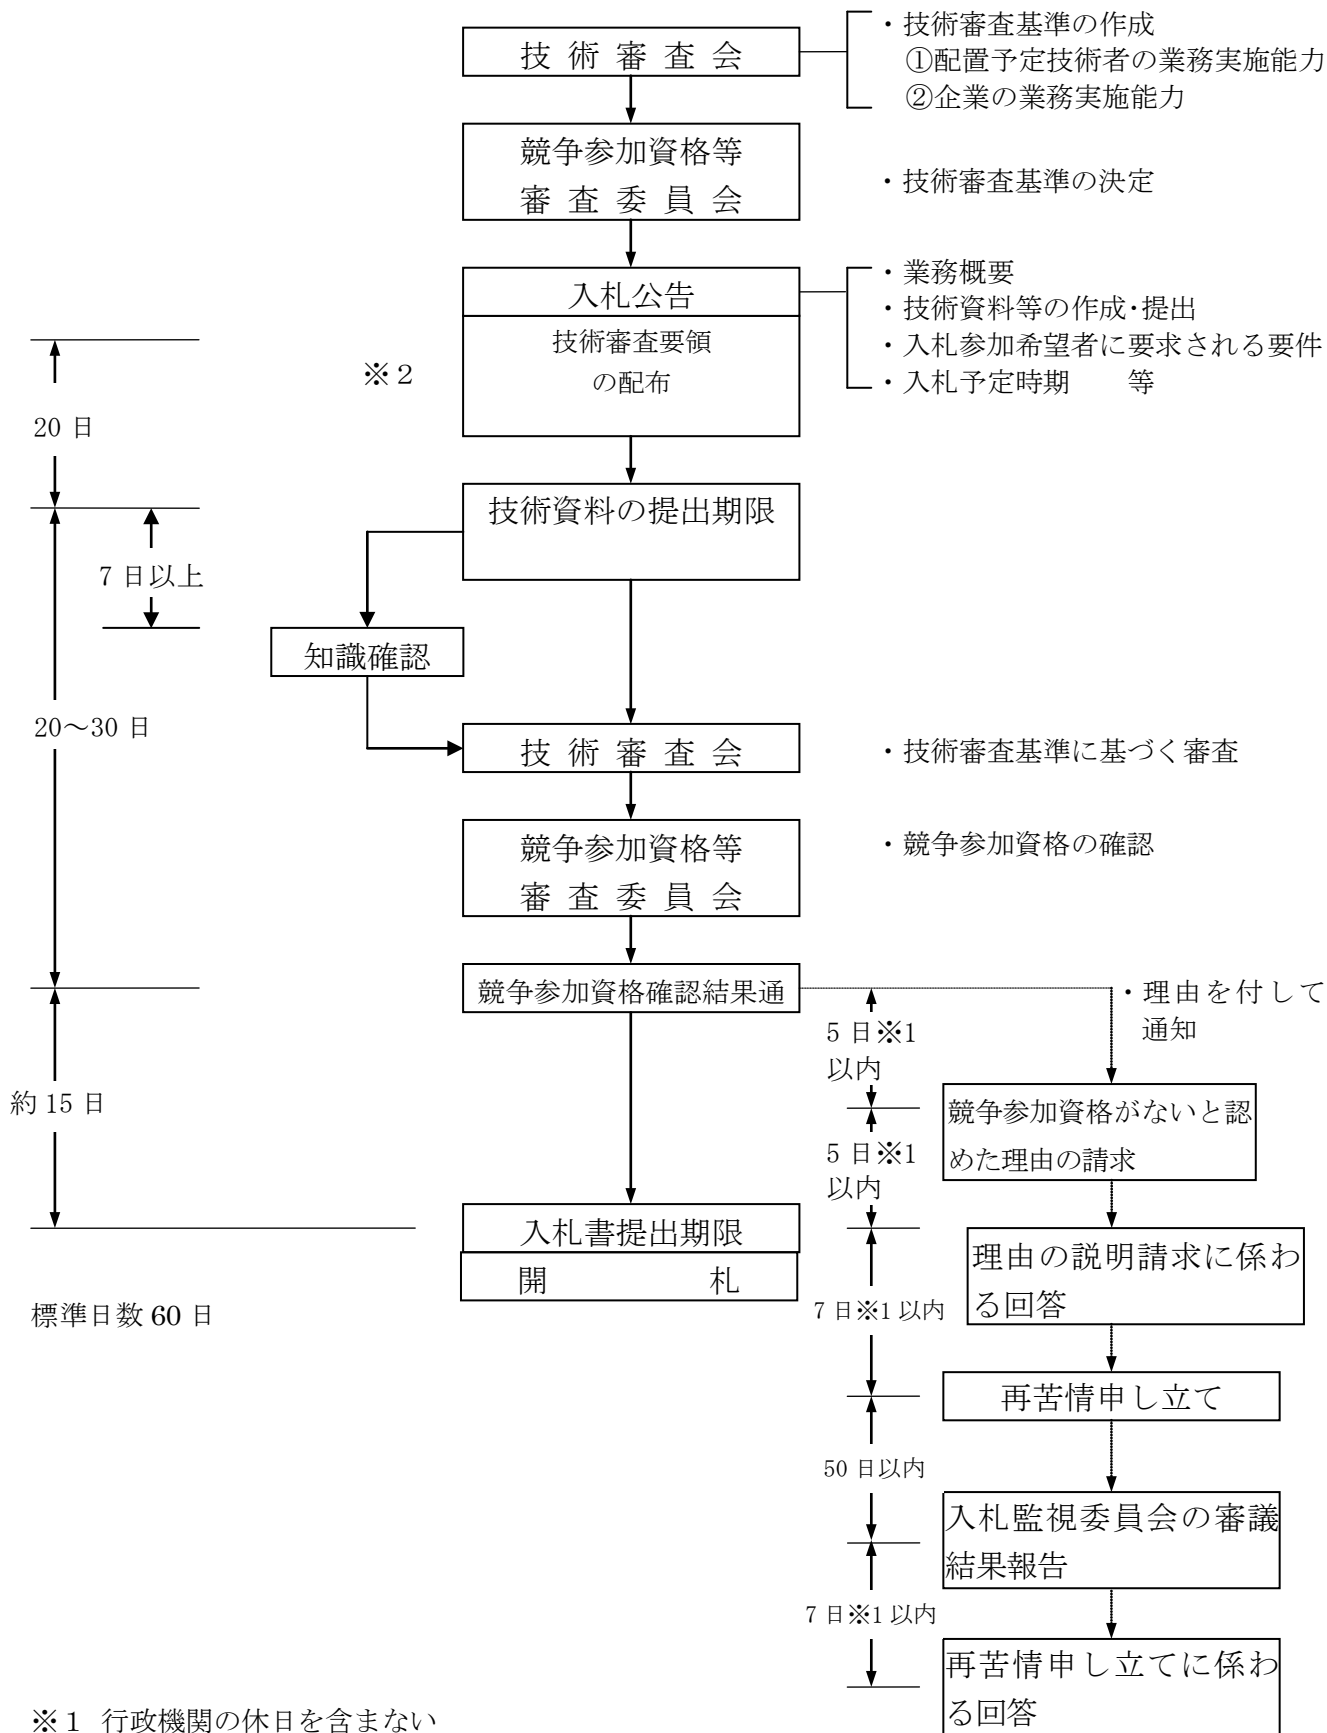 技術審査会
・技術審査基準の作成
①配置予定技術者の業務実施能力
②企業の業務実施能力
競争参加資格等
審査委員会
・技術審査基準の決定
入札公告
技術審査要領
の配布
※２
・業務概要
・技術資料等の作成・提出
・入札参加希望者に要求される要件
・入札予定時期　等
20 日
技術資料の提出期限
7 日以上
知識確認
20～30 日
技術審査会
・技術審査基準に基づく審査
競争参加資格等
審査委員会
・競争参加資格の確認
競争参加資格確認結果通
・理由を付して
通知
5 日※1
以内
約 15 日
競争参加資格がないと認
めた理由の請求
5 日※1
以内
入札書提出期限
開　札
理由の説明請求に係わ
る回答
標準日数 60 日
7 日※1 以内
再苦情申し立て
50 日以内
入札監視委員会の審議
結果報告
7 日※1 以内
再苦情申し立てに係わ
る回答
※１ 行政機関の休日を含まない